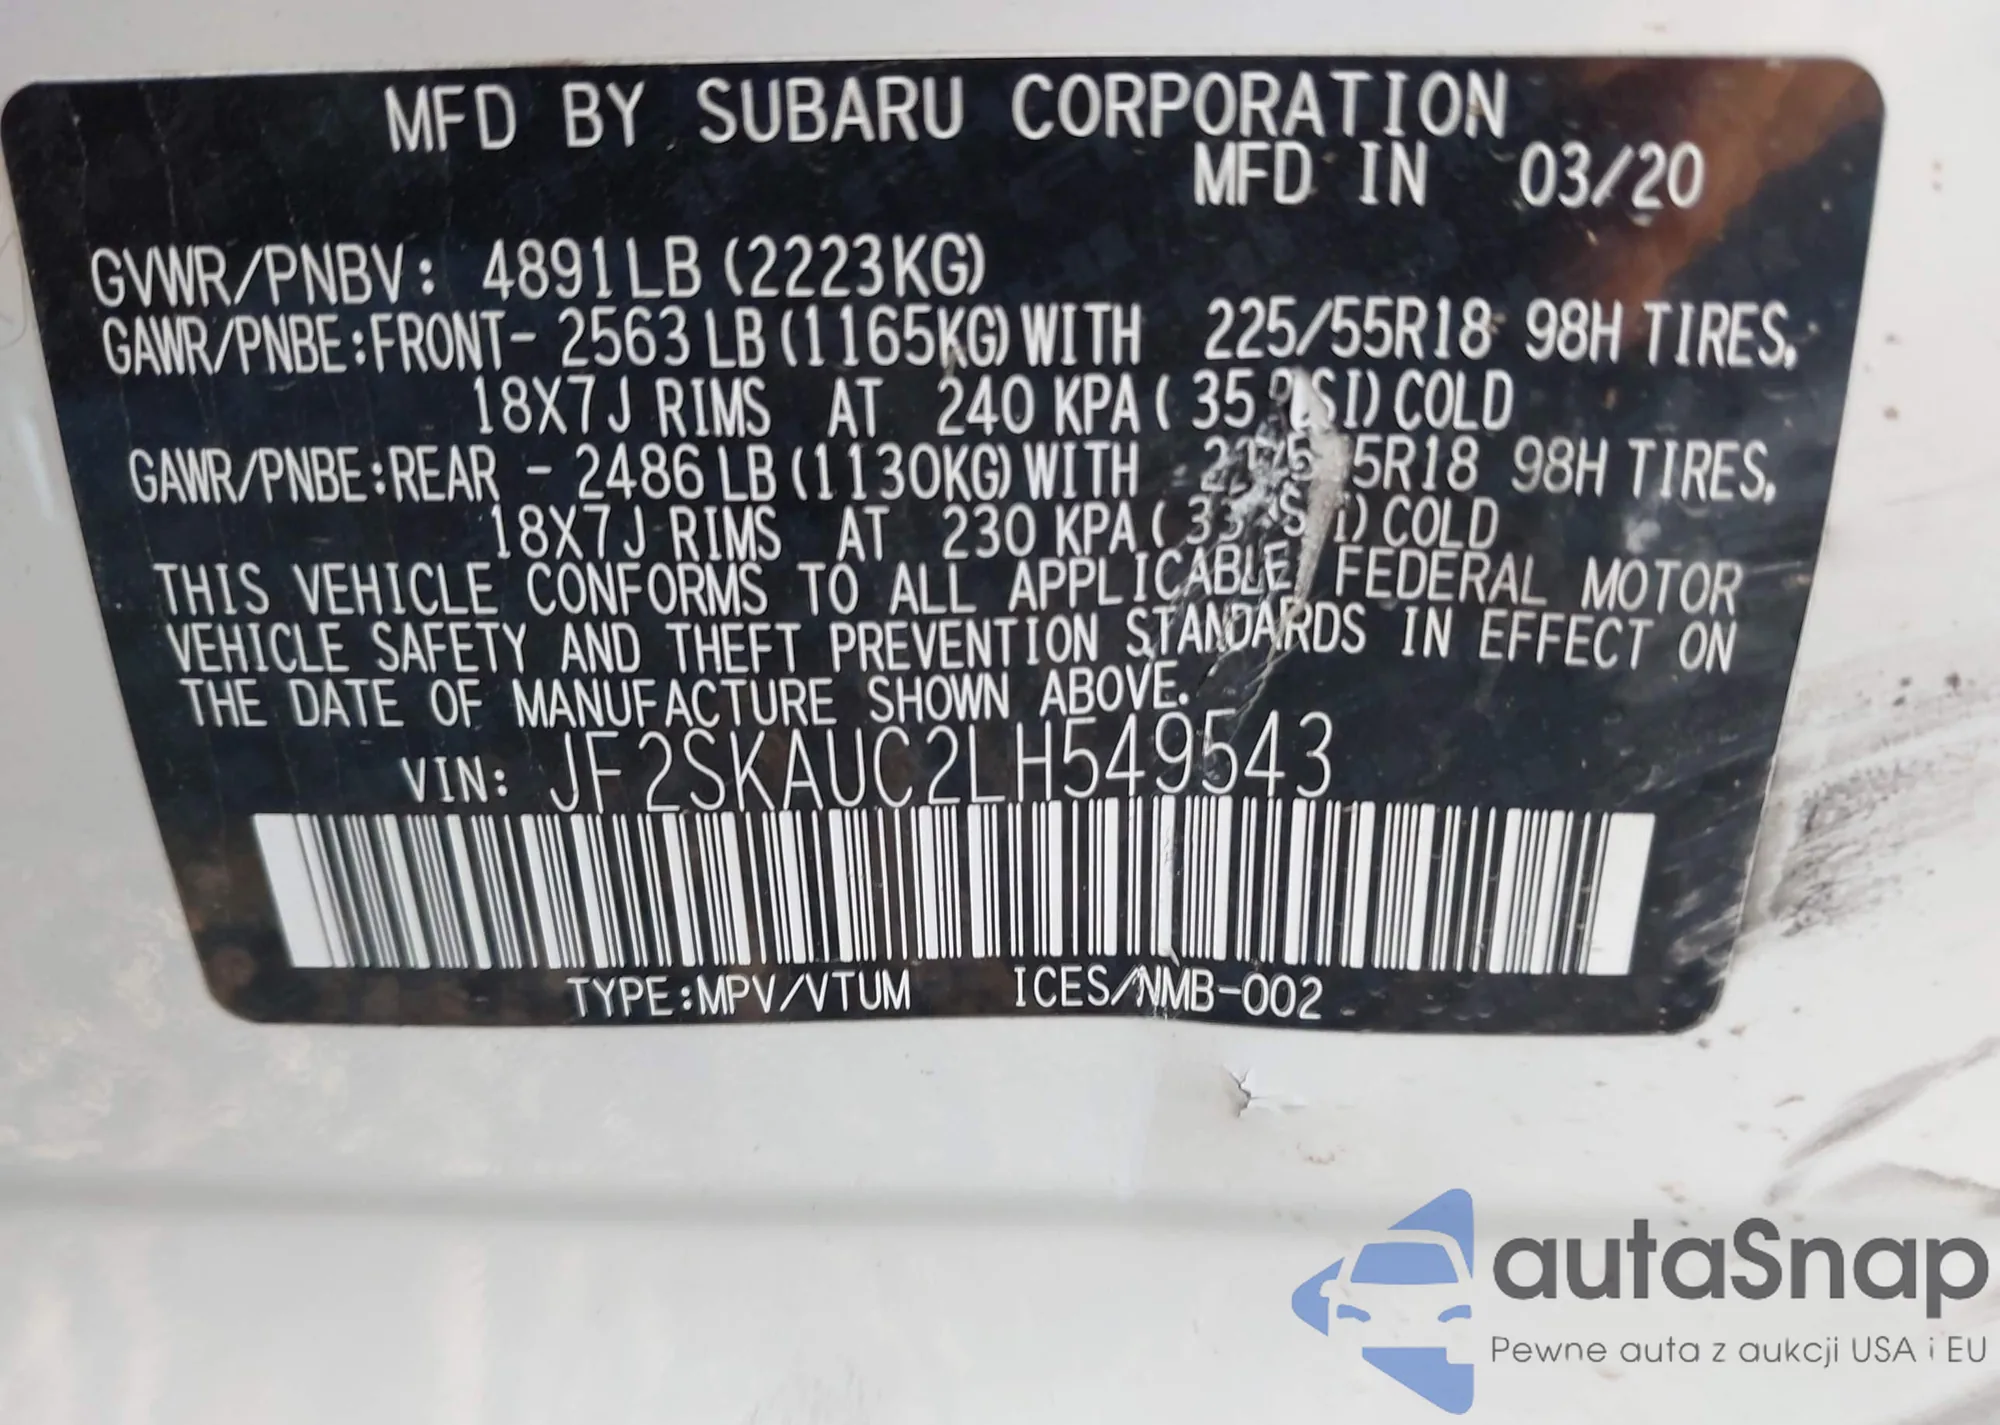 MFD BY SUBARU CORPORATION
MFD IN 03/20
GVWR/PNBV: 4891LB (2223KG)
GAWR/PNBE:FRONT- 2563 LB (1165KG) WITH 225/55R18 98H TIRES,
18X7J RIMS AT 240 KPA ( 35 PSI) COLD
GAWR/PNBE:REAR - 2486 LB (1130KG) WITH 98H TIRES,
18X7J RIMS AT 230 KPA ( COLD
THIS VEHICLE CONFORMS TO ALL APPLICABLE FEDERAL MOTOR
VEHICLE SAFETY AND THEFT PREVENTION STANDARDS IN EFFECT ON
THE DATE OF MANUFACTURE SHOWN ABOVE.
VIN: JF2SKAUC2LH549543
TYPE:MPV/VTUM ICES/NMB-002
autaSnap
Pewne auta z aukcji USA i EU